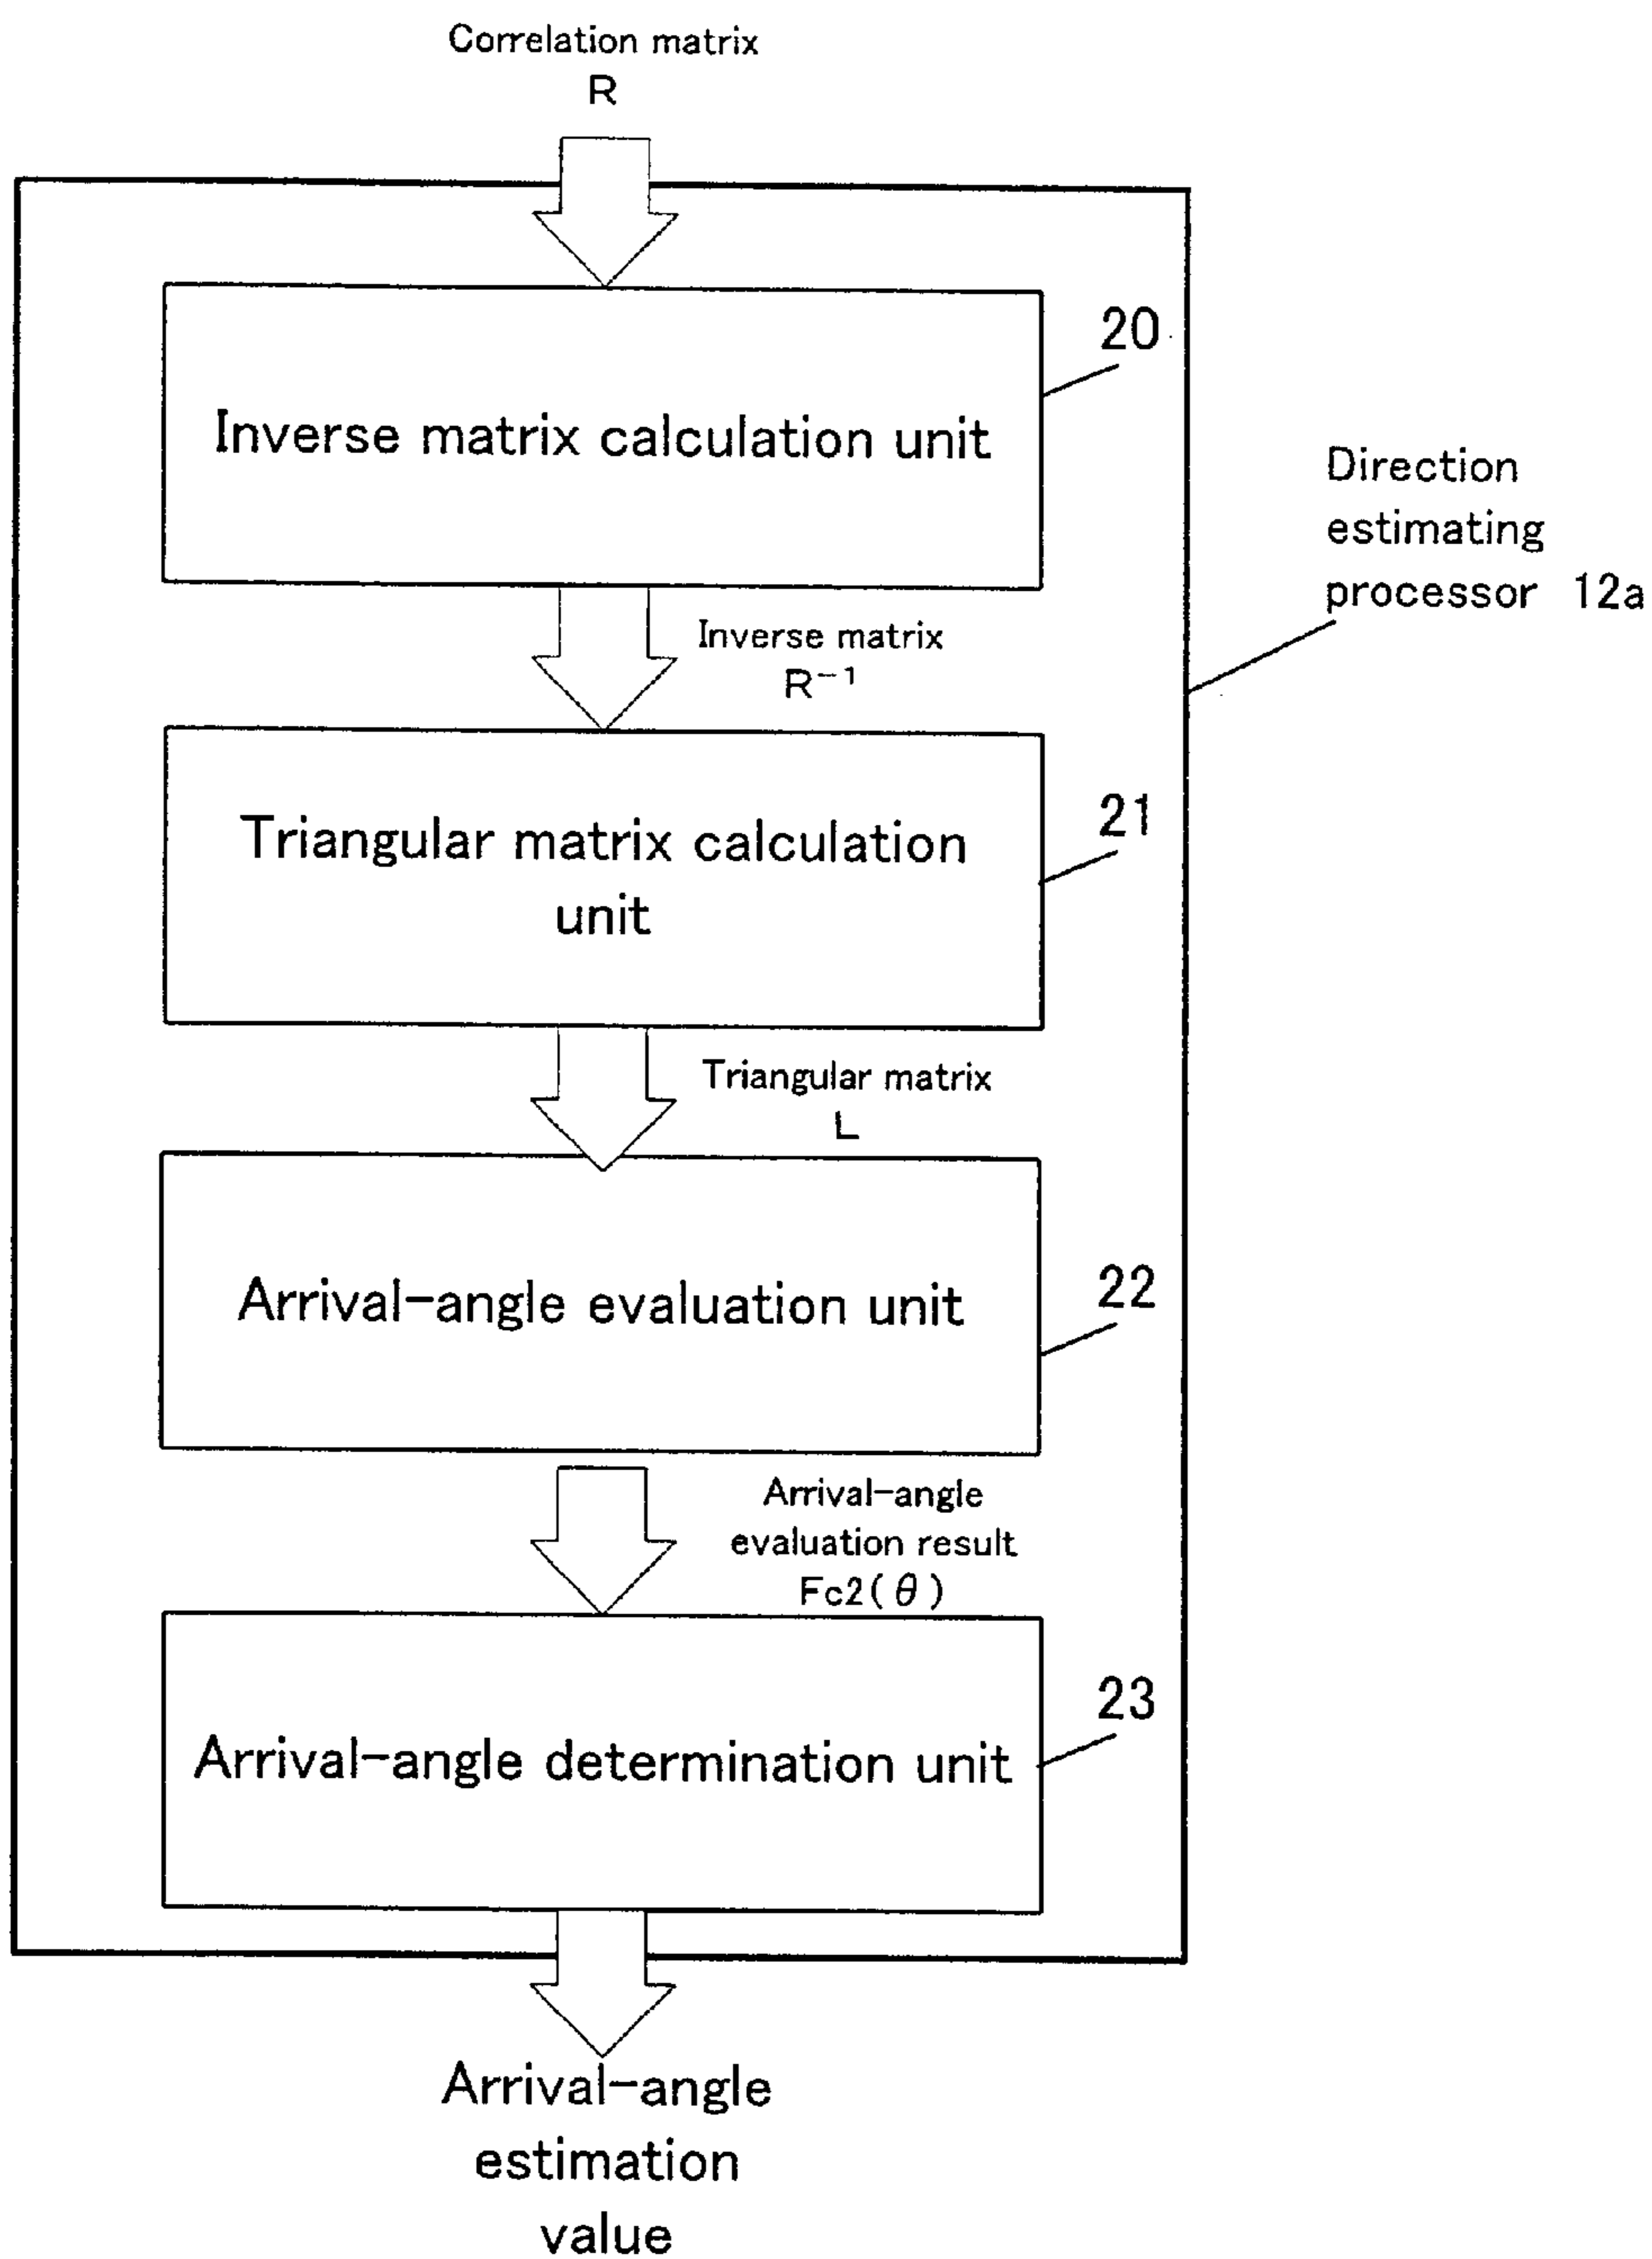 Correlation matrix
R
20
Inverse matrix calculation unit
Direction
estimating
processor 12a
Inverse matrix
R⁻¹
21
Triangular matrix calculation
unit
Triangular matrix
L
22
Arrival-angle evaluation unit
Arrival-angle
evaluation result
Fc2(θ)
23
Arrival-angle determination unit
Arrival-angle
estimation
value